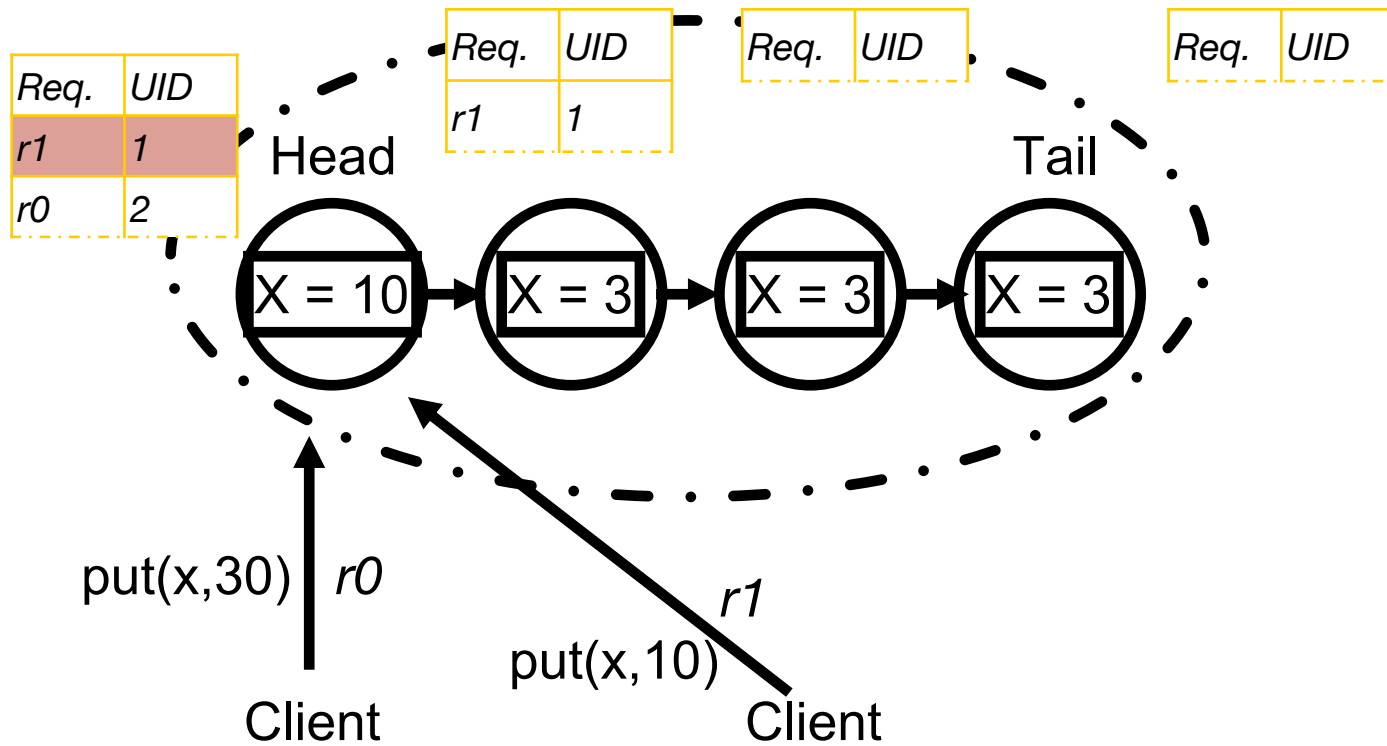 Req. UID
r1 1
r0 2
Req. UID
r1 1
Req. UID
Req. UID
Head
Tail
X = 10
X = 3
X = 3
X = 3
put(x,30)
r0
r1
put(x,10)
Client
Client